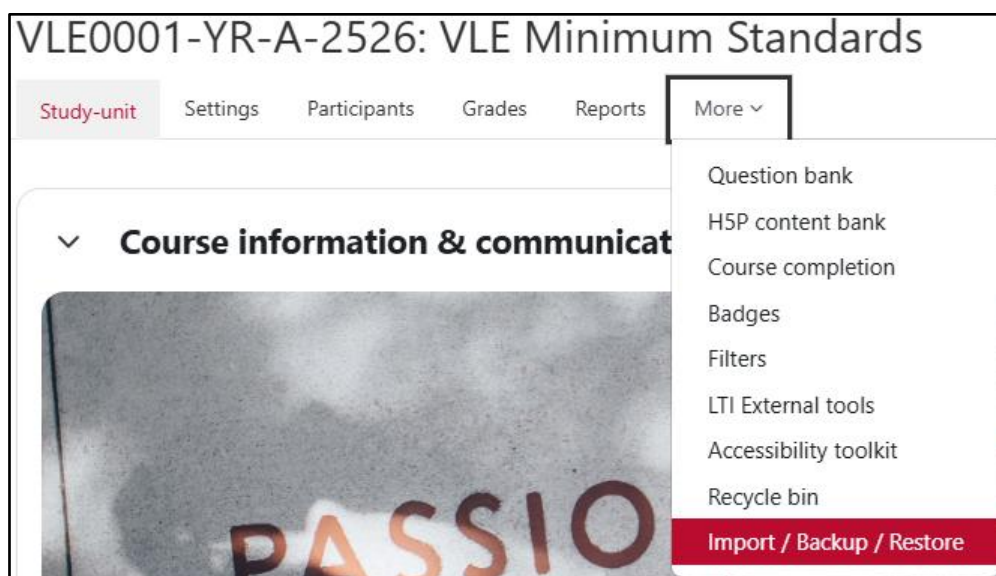 VLE0001-YR-A-2526: VLE Minimum Standards
Study-unit Settings Participants Grades Reports More
Question bank
H5P content bank
Course completion
Badges
Filters
LTI External tools
Accessibility toolkit
Recycle bin
Import / Backup / Restore
Course information & communicat
PASSIO